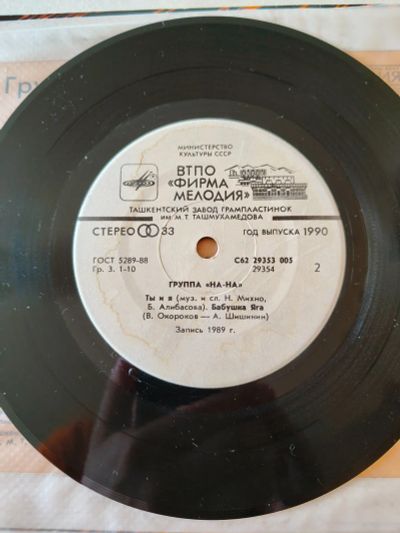 Гру
МИНИСТЕРСТВО
КУЛЬТУРЫ СССР
ВТПО
«ФИРМА
МЕЛОДИЯ»
ТАШКЕНТСКИЙ ЗАВОД ГРАМПЛАСТИНОК
ИМ М. Т. ТАШМУХАМЕДОВА
СТЕРЕО 33 ГОД ВЫПУСКА 1990
ГОСТ 5289-88 С62 29353 005
Гр. 3. 1-10 29354 2
ГРУППА «НА-НА»
Ты и я (муз. и сл. Н. Михно,
Б. Алибасова). Бабушка Яга
(В. Окороков — А. Шишинин)
Запись 1989 г.